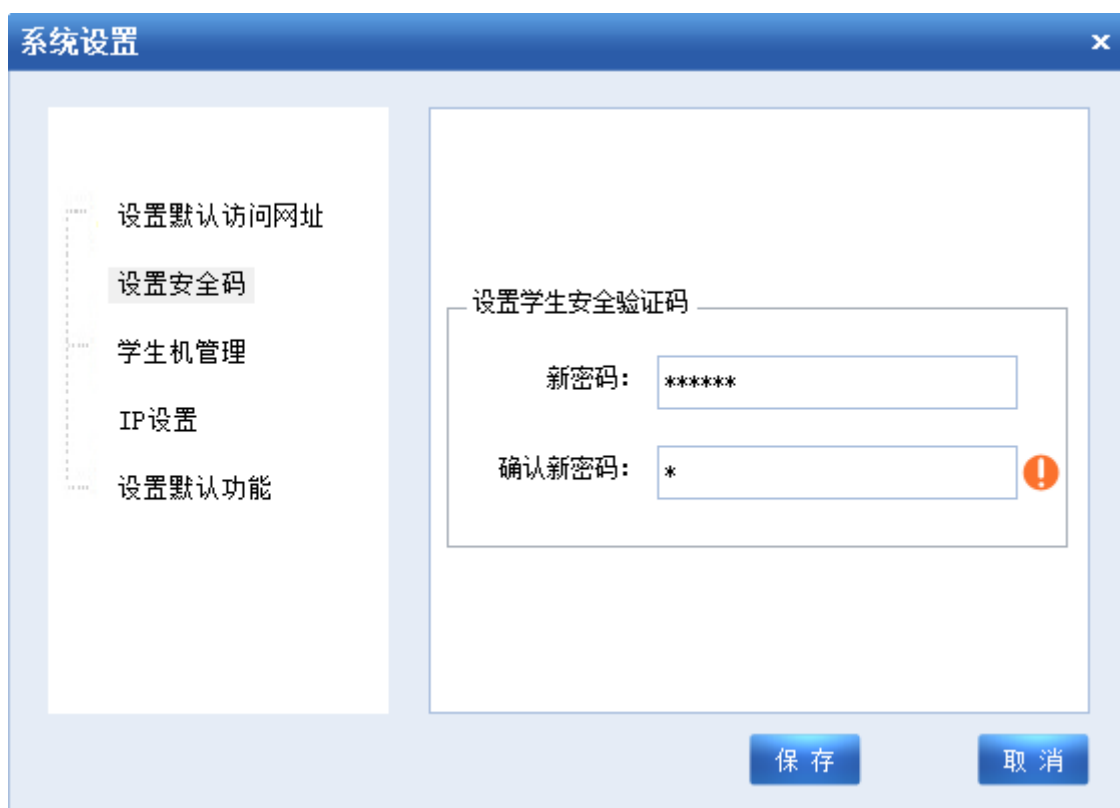 系统设置
设置默认访问网址
设置安全码
学生机管理
IP设置
设置默认功能
设置学生安全验证码
新密码：
******
确认新密码：
*
保存
取消